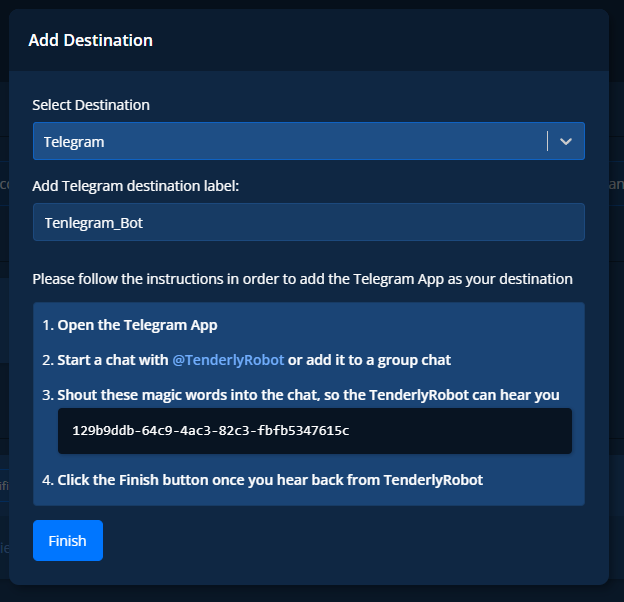 Add Destination
Select Destination
Telegram
Add Telegram destination label:
Tenlegram_Bot
Please follow the instructions in order to add the Telegram App as your destination
1. Open the Telegram App
2. Start a chat with @TenderlyRobot or add it to a group chat
3. Shout these magic words into the chat, so the TenderlyRobot can hear you
129b9ddb-64c9-4ac3-82c3-fbfb5347615c
4. Click the Finish button once you hear back from TenderlyRobot
Finish